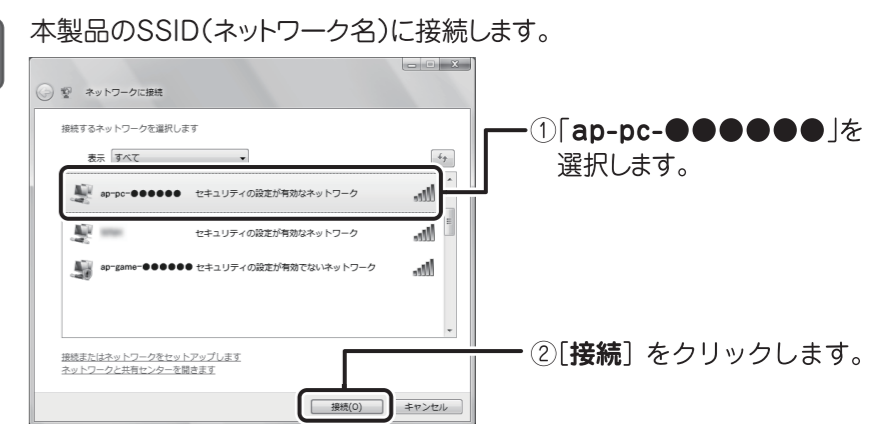 本製品のSSID(ネットワーク名)に接続します。
ネットワークに接続
接続するネットワークを選択します
表示 すべて
ap-pc-●●●●●● セキュリティの設定が有効なネットワーク
セキュリティの設定が有効なネットワーク
ap-game-●●●●●● セキュリティの設定が有効でないネットワーク
接続またはネットワークをセットアップします
ネットワークと共有センターを開きます
接続(O) キャンセル
①「ap-pc-●●●●●●」を
選択します。
②[接続]をクリックします。